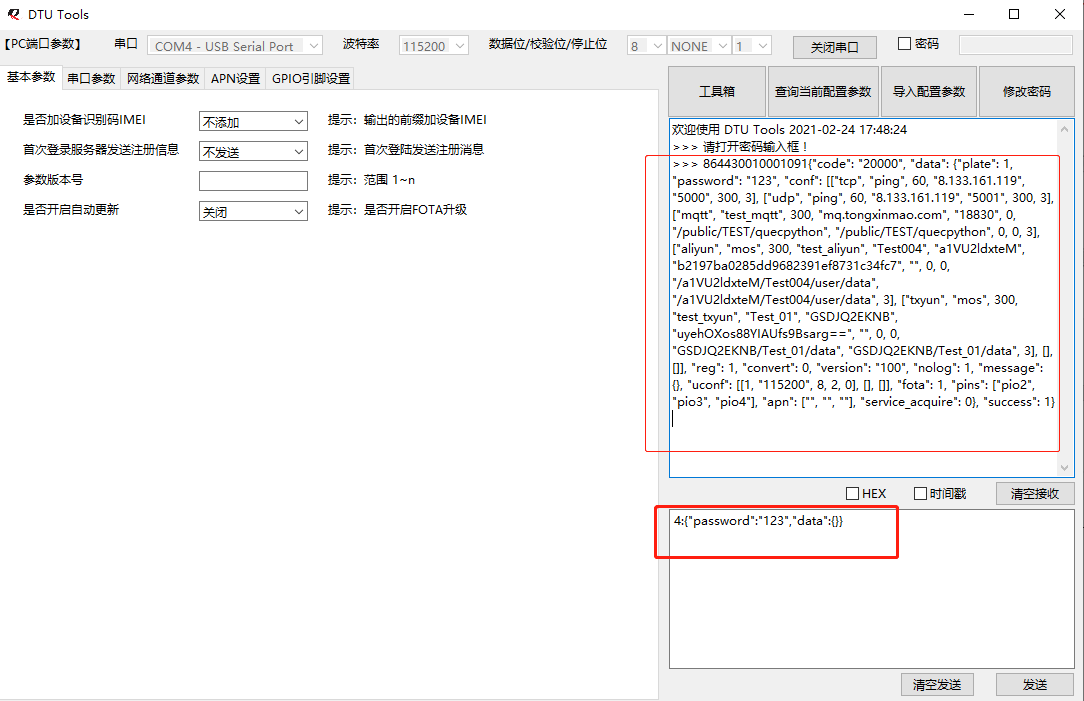 DTU Tools
【PC端口参数】 串口 COM4 - USB Serial Port 波特率 115200 数据位/校验位/停止位 8 NONE 1 关闭串口 密码
基本参数 串口参数 网络通道参数 APN设置 GPIO引脚设置
工具箱 查询当前配置参数 导入配置参数 修改密码
是否加设备识别码IMEI 不添加 提示：输出的前缀加设备IMEI
首次登录服务器发送注册信息 不发送 提示：首次登陆发送注册消息
参数版本号 提示：范围 1~n
是否开启自动更新 关闭 提示：是否开启FOTA升级
欢迎使用 DTU Tools 2021-02-24 17:48:24
>>> 请打开密码输入框！
>>> 864430010001091{"code": "20000", "data": {"plate": 1,
"password": "123", "conf": [["tcp", "ping", 60, "8.133.161.119",
"5000", 300, 3], ["udp", "ping", 60, "8.133.161.119", "5001", 300, 3],
["mqtt", "test_mqtt", 300, "mq.tongxinmao.com", "18830", 0,
"/public/TEST/quecpython", "/public/TEST/quecpython", 0, 0, 3],
["aliyun", "mos", 300, "test_aliyun", "Test004", "a1VU2ldxteM",
"b2197ba0285dd9682391ef8731c34fc7", "", 0, 0,
"/a1VU2ldxteM/Test004/user/data",
"/a1VU2ldxteM/Test004/user/data", 3], ["txyun", "mos", 300,
"test_txyun", "Test_01", "GSDJQ2EKNB",
"uyehOXos88YIAUfs9Bsarg==", "", 0, 0,
"GSDJQ2EKNB/Test_01/data", "GSDJQ2EKNB/Test_01/data", 3], [],
[]], "reg": 1, "convert": 0, "version": "100", "nolog": 1, "message":
{}, "uconf": [[1, "115200", 8, 2, 0], [], []], "fota": 1, "pins": ["pio2",
"pio3", "pio4"], "apn": ["", "", ""], "service_acquire": 0}, "success": 1}
HEX 时间戳 清空接收
4:{"password":"123","data":{}}
清空发送 发送